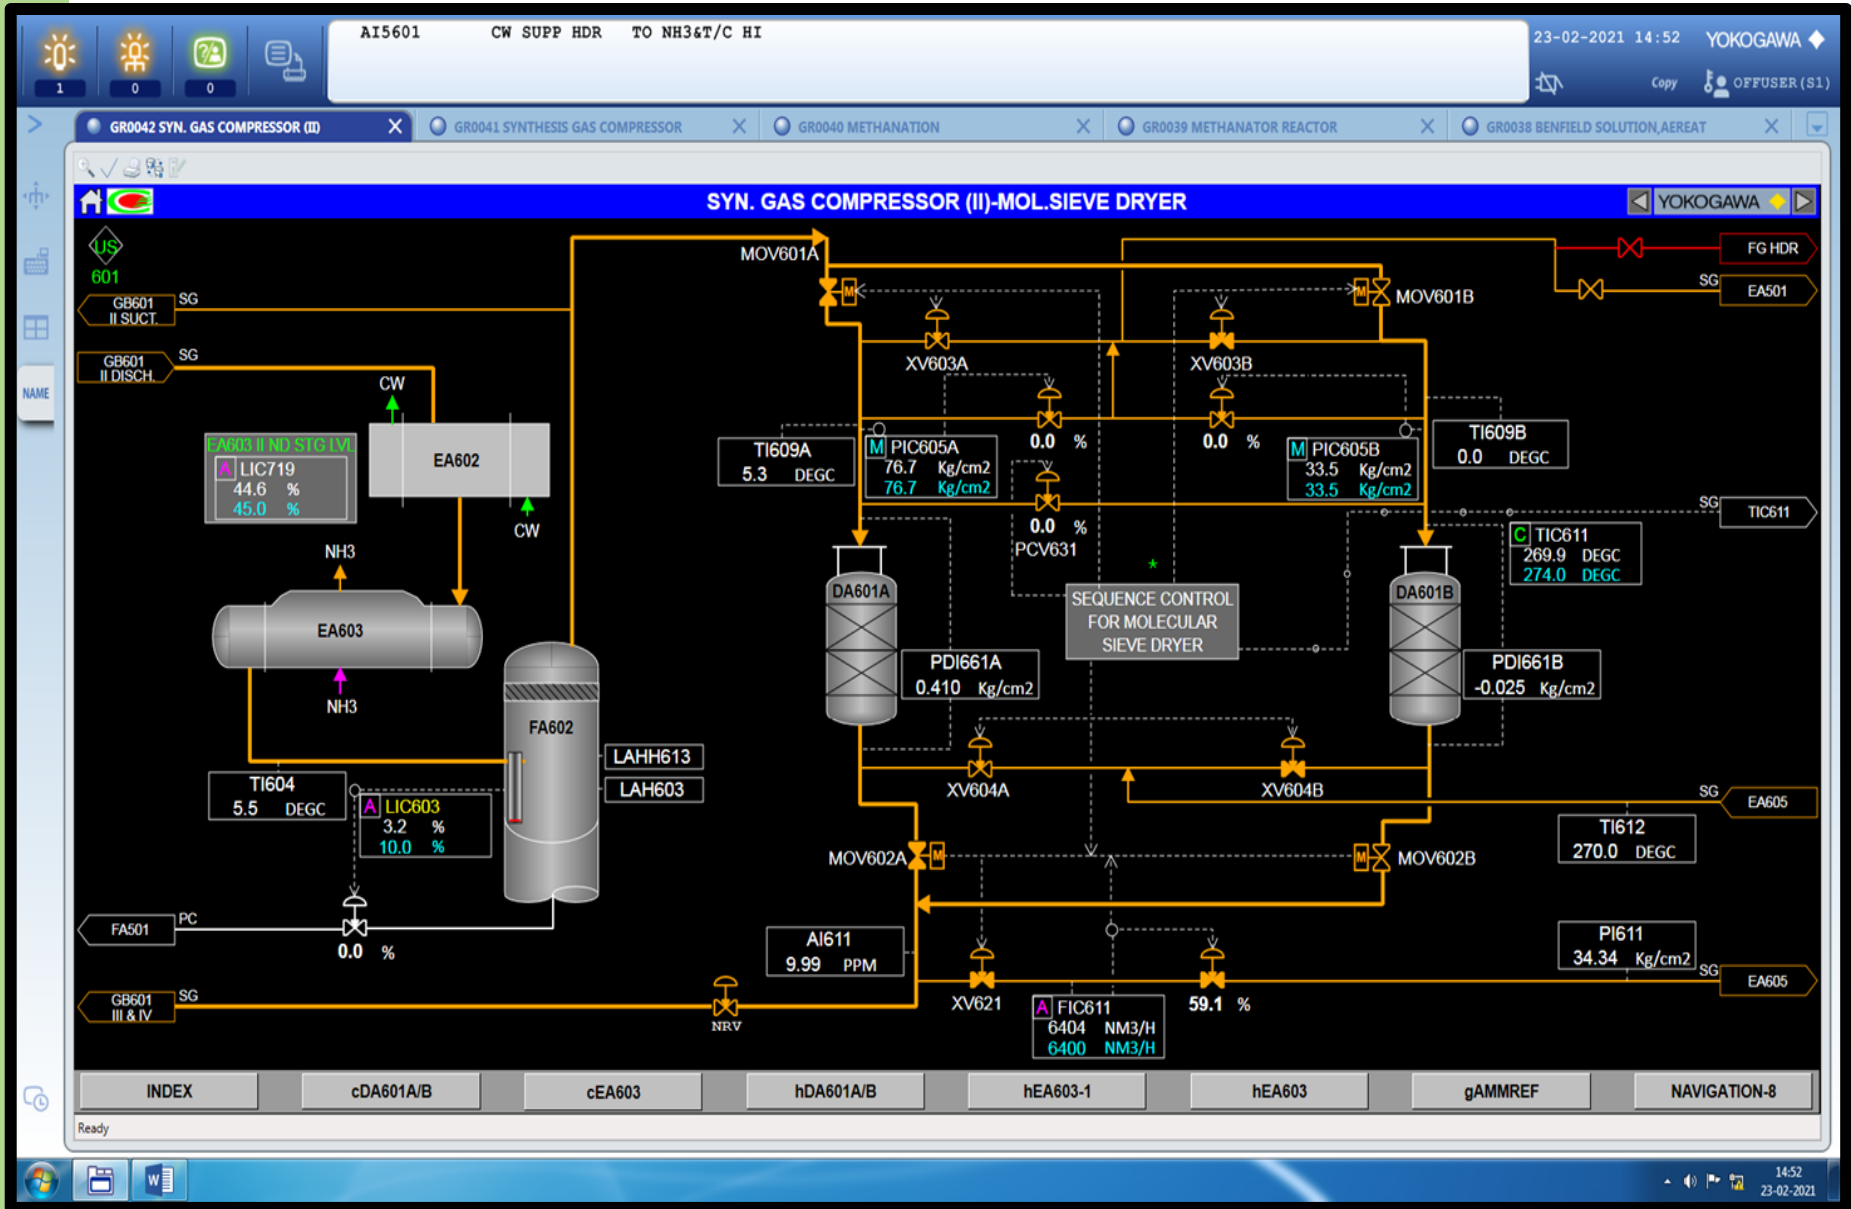 AI5601 CW SUPP HDR TO NH3&T/C HI
23-02-2021 14:52 YOKOGAWA
1 0 0
Copy OFFUSER(S1)
GR0042 SYN. GAS COMPRESSOR (II) GR0041 SYNTHESIS GAS COMPRESSOR GR0040 METHANATION GR0039 METHANATOR REACTOR GR0038 BENFIELD SOLUTION,AEREAT
NAME
SYN. GAS COMPRESSOR (II)-MOL.SIEVE DRYER
YOKOGAWA
US
601
GB601
II SUCT.
SG
GB601
II DISCH.
SG
CW
EA602
CW
EA603 II ND STG LVL
A LIC719
44.6 %
45.0 %
NH3
EA603
NH3
FA602
LAHH613
LAH603
TI604
5.5 DEGC
A LIC603
3.2 %
10.0 %
FA501
PC
0.0 %
GB601
III & IV
SG
NRV
MOV601A
M
M
MOV601B
FG HDR
SG
EA501
XV603A
XV603B
0.0 %
0.0 %
TI609A
5.3 DEGC
M PIC605A
76.7 Kg/cm2
76.7 Kg/cm2
M PIC605B
33.5 Kg/cm2
33.5 Kg/cm2
TI609B
0.0 DEGC
0.0 %
PCV631
SG
TIC611
C TIC611
269.9 DEGC
274.0 DEGC
DA601A
*
SEQUENCE CONTROL
FOR MOLECULAR
SIEVE DRYER
DA601B
PDI661A
0.410 Kg/cm2
PDI661B
-0.025 Kg/cm2
XV604A
XV604B
SG
EA605
TI612
270.0 DEGC
MOV602A
M
M
MOV602B
AI611
9.99 PPM
PI611
34.34 Kg/cm2
SG
EA605
XV621
A FIC611
6404 NM3/H
6400 NM3/H
59.1 %
INDEX cDA601A/B cEA603 hDA601A/B hEA603-1 hEA603 gAMMREF NAVIGATION-8
Ready
14:52
23-02-2021